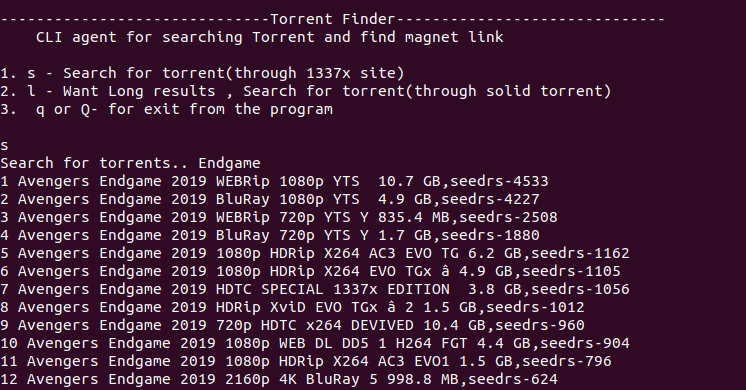 ------------------------------Torrent Finder------------------------------
CLI agent for searching Torrent and find magnet link
1. s - Search for torrent(through 1337x site)
2. l - Want Long results , Search for torrent(through solid torrent)
3.  q or Q- for exit from the program
s
Search for torrents.. Endgame
1 Avengers Endgame 2019 WEBRip 1080p YTS  10.7 GB,seedrs-4533
2 Avengers Endgame 2019 BluRay 1080p YTS  4.9 GB,seedrs-4227
3 Avengers Endgame 2019 WEBRip 720p YTS Y 835.4 MB,seedrs-2508
4 Avengers Endgame 2019 BluRay 720p YTS Y 1.7 GB,seedrs-1880
5 Avengers Endgame 2019 1080p HDRip X264 AC3 EVO TG 6.2 GB,seedrs-1162
6 Avengers Endgame 2019 1080p HDRip X264 EVO TGx â 4.9 GB,seedrs-1105
7 Avengers Endgame 2019 HDTC SPECIAL 1337x EDITION  3.8 GB,seedrs-1056
8 Avengers Endgame 2019 HDRip XviD EVO TGx â 2 1.5 GB,seedrs-1012
9 Avengers Endgame 2019 720p HDTC x264 DEVIVED 10.4 GB,seedrs-960
10 Avengers Endgame 2019 1080p WEB DL DD5 1 H264 FGT 4.4 GB,seedrs-904
11 Avengers Endgame 2019 1080p HDRip X264 AC3 EVO1 1.5 GB,seedrs-796
12 Avengers Endgame 2019 2160p 4K BluRay 5 998.8 MB,seedrs-624